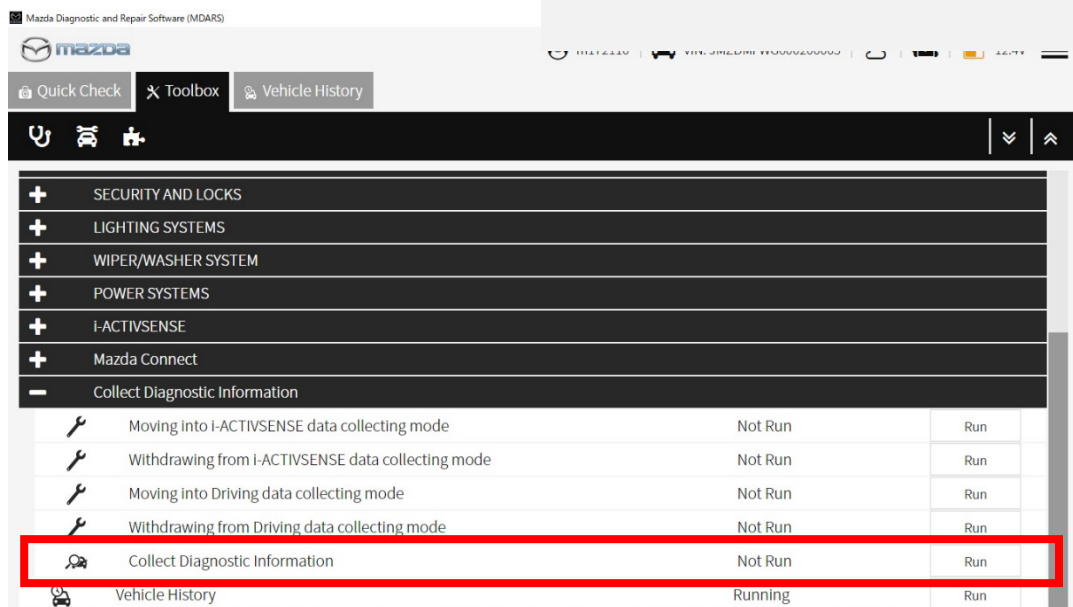 Mazda Diagnostic and Repair Software (MDARS)
mazda
12.4V
Quick Check Toolbox Vehicle History
SECURITY AND LOCKS
LIGHTING SYSTEMS
WIPER/WASHER SYSTEM
POWER SYSTEMS
i-ACTIVSENSE
Mazda Connect
Collect Diagnostic Information
Moving into i-ACTIVSENSE data collecting mode Not Run Run
Withdrawing from i-ACTIVSENSE data collecting mode Not Run Run
Moving into Driving data collecting mode Not Run Run
Withdrawing from Driving data collecting mode Not Run Run
Collect Diagnostic Information Not Run Run
Vehicle History Running Run